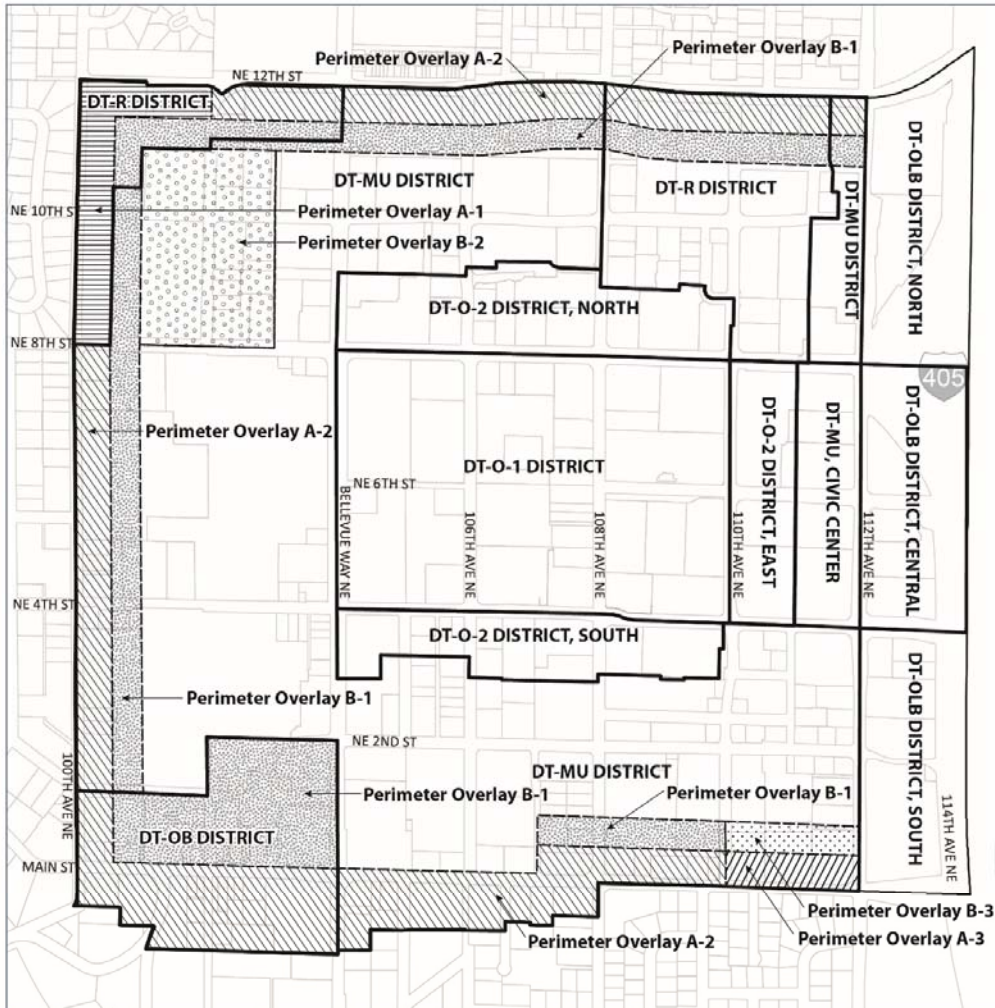 Perimeter Overlay A-2
Perimeter Overlay B-1
NE 12TH ST
DT-R DISTRICT
DT-OLB DISTRICT, NORTH
DT-MU DISTRICT
DT-R DISTRICT
DT-MU DISTRICT
NE 10TH ST
Perimeter Overlay A-1
Perimeter Overlay B-2
DT-O-2 DISTRICT, NORTH
NE 8TH ST
405
Perimeter Overlay A-2
DT-O-1 DISTRICT
DT-O-2 DISTRICT, EAST
DT-MU, CIVIC CENTER
DT-OLB DISTRICT, CENTRAL
NE 6TH ST
BELLEVUE WAY NE
106TH AVE NE
108TH AVE NE
110TH AVE NE
112TH AVE NE
NE 4TH ST
DT-O-2 DISTRICT, SOUTH
DT-OLB DISTRICT, SOUTH
Perimeter Overlay B-1
NE 2ND ST
100TH AVE NE
DT-MU DISTRICT
Perimeter Overlay B-1
Perimeter Overlay B-1
114TH AVE NE
DT-OB DISTRICT
MAIN ST
Perimeter Overlay B-3
Perimeter Overlay A-2
Perimeter Overlay A-3